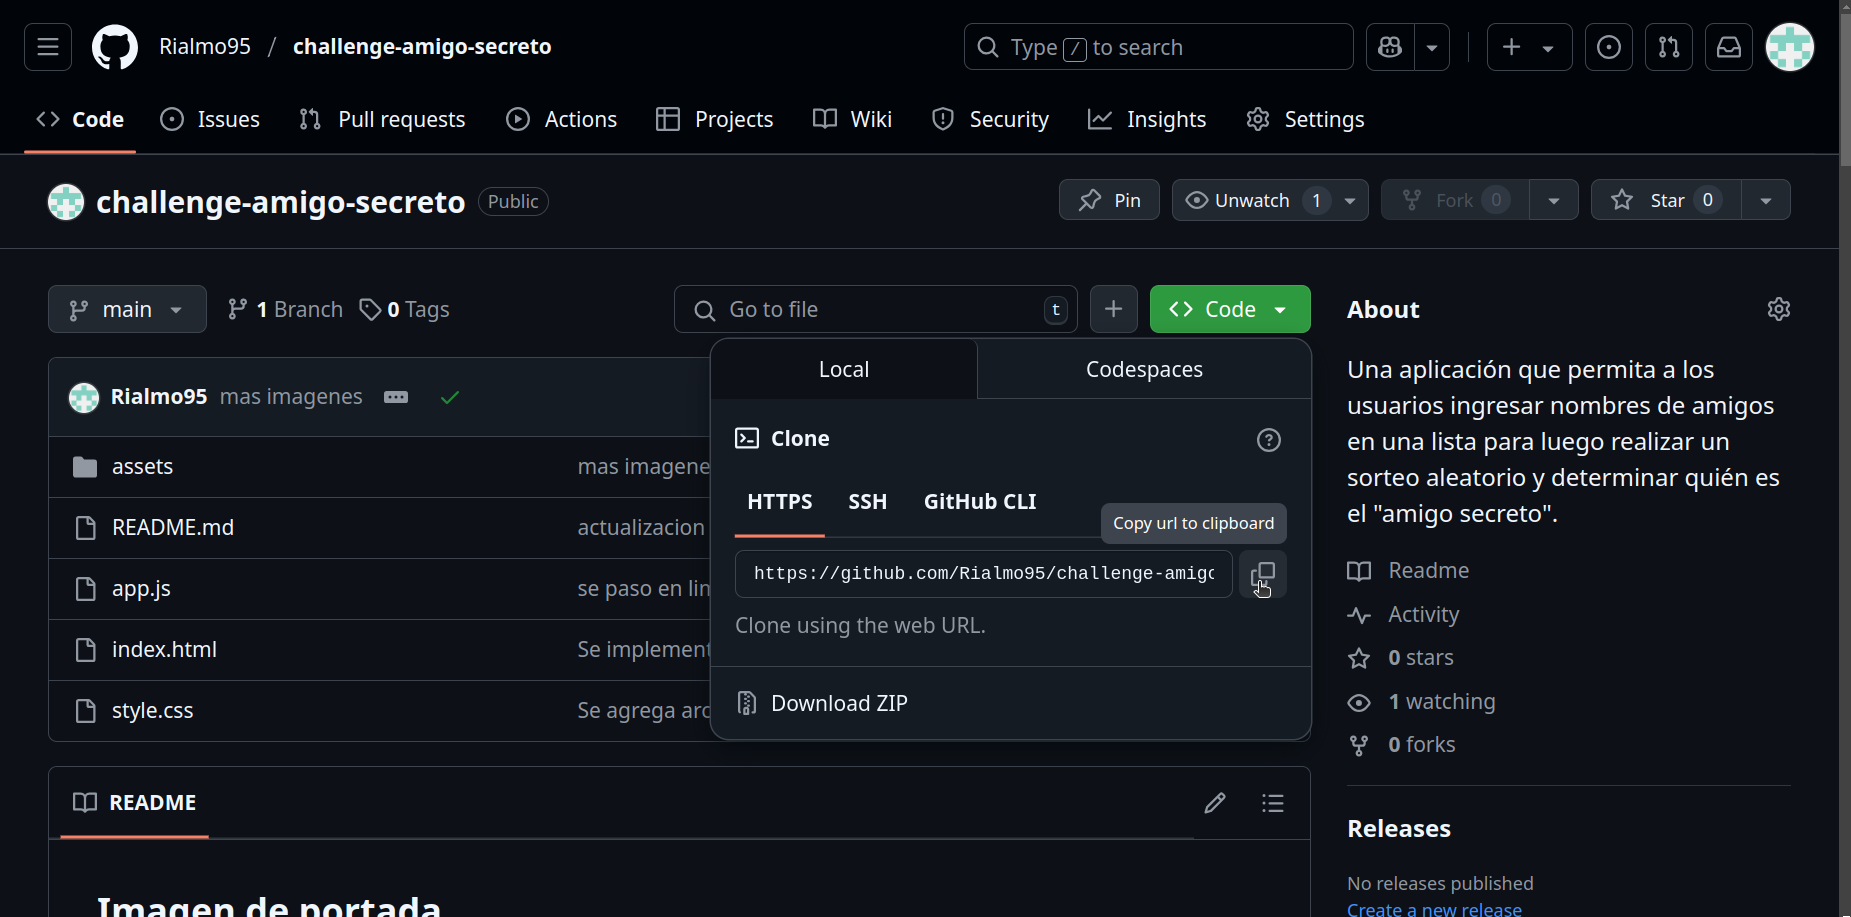 Rialmo95 / challenge-amigo-secreto
Type / to search
Code
Issues
Pull requests
Actions
Projects
Wiki
Security
Insights
Settings
challenge-amigo-secreto
Public
Pin
Unwatch 1
Fork 0
Star 0
main
1 Branch
0 Tags
Go to file
t
Code
Rialmo95 mas imagenes
assets
mas imagene
README.md
actualizacion
app.js
se paso en lin
index.html
Se implement
style.css
Se agrega arc
Local
Codespaces
Clone
HTTPS
SSH
GitHub CLI
Copy url to clipboard
https://github.com/Rialmo95/challenge-amigo
Clone using the web URL.
Download ZIP
README
Imagen de portada
About
Una aplicación que permita a los
usuarios ingresar nombres de amigos
en una lista para luego realizar un
sorteo aleatorio y determinar quién es
el "amigo secreto".
Readme
Activity
0 stars
1 watching
0 forks
Releases
No releases published
Create a new release